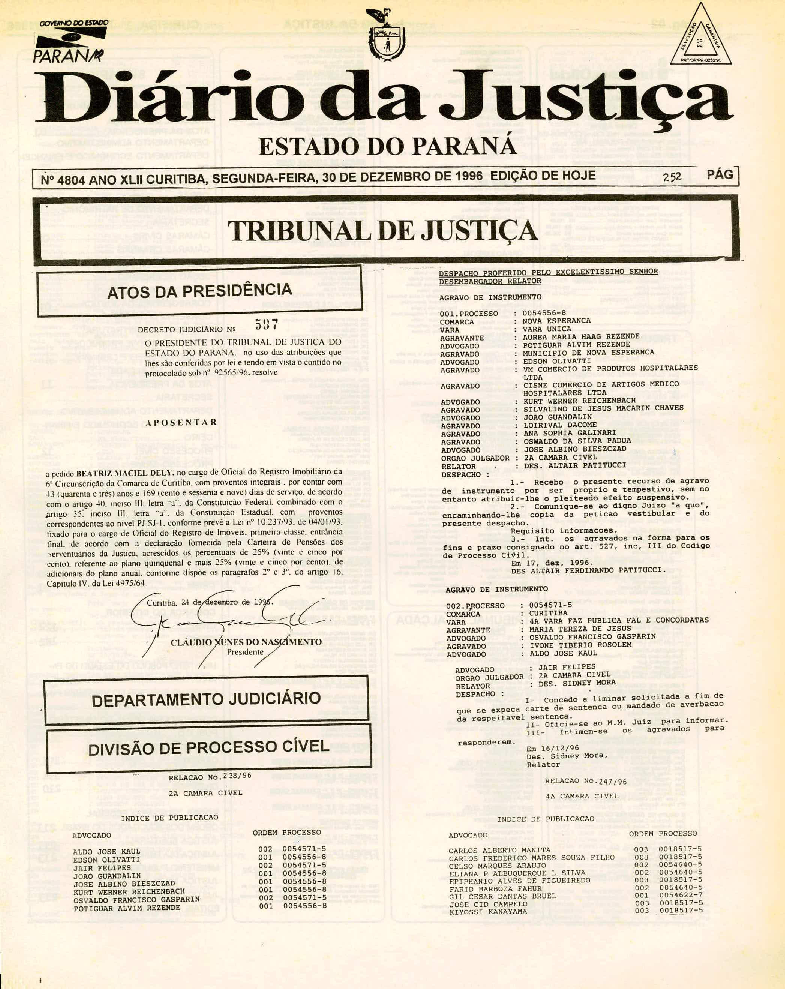 GOVERNO DO ESTADO
PARANÁ
Diário da Justiça
ESTADO DO PARANÁ
Nº 4804 ANO XLII CURITIBA, SEGUNDA-FEIRA, 30 DE DEZEMBRO DE 1996 EDIÇÃO DE HOJE 252 PÁG
TRIBUNAL DE JUSTIÇA
ATOS DA PRESIDÊNCIA
DECRETO JUDICIÁRIO Nº 597
O PRESIDENTE DO TRIBUNAL DE JUSTIÇA DO
ESTADO DO PARANÁ, no uso das atribuições que
lhes são conferidas por lei e tendo em vista o contido no
protocolado sob nº 92565/96, resolve
APOSENTAR
a pedido BEATRIZ MACIEL DELY, no cargo de Oficial do Registro Imobiliário da
6ª Circunscrição da Comarca de Curitiba, com proventos integrais, por contar com
43 (quarenta e três) anos e 169 (cento e sessenta e nove) dias de serviço, de acordo
com o artigo 40, inciso III, letra "a", da Constituição Federal, combinado com o
artigo 35, inciso III, letra "a", da Constituição Estadual, com proventos
correspondentes ao nível PJ-SJ-1, conforme prevê a Lei nº 10.237/93, de 04/01/93,
fixado para o cargo de Oficial do Registro de Imóveis, primeira classe, entrância
final, de acordo com a declaração fornecida pela Carteira de Pensões dos
Serventuários da Justiça, acrescidos os percentuais de 25% (vinte e cinco por
cento), referente ao plano quinquenal e mais 25% (vinte e cinco por cento), de
adicionais do plano anual, conforme dispõe os parágrafos 2º e 3º, do artigo 16,
Capítulo IV, da Lei 4975/64.
Curitiba, 24 de dezembro de 1996.
CLÁUDIO NUNES DO NASCIMENTO
Presidente
DEPARTAMENTO JUDICIÁRIO
DIVISÃO DE PROCESSO CÍVEL
RELACAO No.238/96
2A CAMARA CIVEL
INDICE DE PUBLICACAO
ADVOGADO ORDEM PROCESSO
ALDO JOSE KAUL 002 0054571-5
EDSON OLIVATTI 001 0054556-8
JAIR FELIPES 002 0054571-5
JOAO GUANDALIN 001 0054556-8
JOSE ALBINO BIESZCZAD 001 0054556-8
KURT WERNER REICHENBACH 001 0054556-8
OSVALDO FRANCISCO GASPARIN 002 0054571-5
POTIGUAR ALVIM REZENDE 001 0054556-8
DESPACHO PROFERIDO PELO EXCELENTISSIMO SENHOR
DESEMBARGADOR RELATOR
AGRAVO DE INSTRUMENTO
001.PROCESSO : 0054556-8
COMARCA : NOVA ESPERANCA
VARA : VARA UNICA
AGRAVANTE : AUREA MARIA HAAG REZENDE
ADVOGADO : POTIGUAR ALVIM REZENDE
AGRAVADO : MUNICIPIO DE NOVA ESPERANCA
ADVOGADO : EDSON OLIVATTI
AGRAVADO : VM COMERCIO DE PRODUTOS HOSPITALARES
LTDA
AGRAVADO : CISNE COMERCIO DE ARTIGOS MEDICO
HOSPITALARES LTDA
ADVOGADO : KURT WERNER REICHENBACH
AGRAVADO : SILVALINO DE JESUS MACARIN CHAVES
ADVOGADO : JOAO GUANDALIN
AGRAVADO : LOIRIVAL DACOME
AGRAVADO : ANA SOPHIA GALINARI
AGRAVADO : OSWALDO DA SILVA PADUA
ADVOGADO : JOSE ALBINO BIESZCZAD
ORGAO JULGADOR : 2A CAMARA CIVEL
RELATOR : DES. ALTAIR PATITUCCI
DESPACHO :
1.- Recebo o presente recurso de agravo
de instrumento por ser proprio e tempestivo, sem no
entanto atribuir-lhe o pleiteado efeito suspensivo.
2.- Comunique-se ao digno Juizo "a quo",
encaminhando-lhe copia da peticao vestibular e do
presente despacho.
Requisito informacoes.
3.- Int. os agravados na forma para os
fins e prazo consignado no art. 527, inc, III do Codigo
de Processo Civil.
Em 17, dez, 1996.
DES ALTAIR FERDINANDO PATITUCCI.
AGRAVO DE INSTRUMENTO
002.PROCESSO : 0054571-5
COMARCA : CURITIBA
VARA : 4A VARA FAZ PUBLICA FAL E CONCORDATAS
AGRAVANTE : MARIA TEREZA DE JESUS
ADVOGADO : OSVALDO FRANCISCO GASPARIN
AGRAVADO : IVONE TIBERIO ROSOLEM
ADVOGADO : ALDO JOSE KAUL
ADVOGADO : JAIR FELIPES
ORGAO JULGADOR : 2A CAMARA CIVEL
RELATOR : DES. SIDNEY MORA
DESPACHO :
I- Concedo a liminar solicitada a fim de
que se expeca carte de sentenca ou mandado de averbacao
da respeitavel sentenca.
II- Oficie-se ao M.M. Juiz para informar.
III- Intimem-se os agravados para
responderem.
Em 16/12/96
Des. Sidney Mora,
Relator
RELACAO No.247/96
4A CAMARA CIVEL
INDICE DE PUBLICACAO
ADVOGADO ORDEM PROCESSO
CARLOS ALBERTO MAKITA 003 0018517-5
CARLOS FREDERICO MARES SOUZA FILHO 003 0018517-5
CELSO MARQUES ARAUJO 002 0054640-5
ELIANA P ALBUQUERQUE L SILVA 002 0054640-5
EPIPHANIO ALVES DE FIGUEIREDO 003 0018517-5
FARID BARBOZA FAHUR 002 0054640-5
GIL CESAR DANTAS BRUEL 001 0054622-7
JOSE CID CAMPELO 003 0018517-5
KIYOSSI KANAYAMA 003 0018517-5